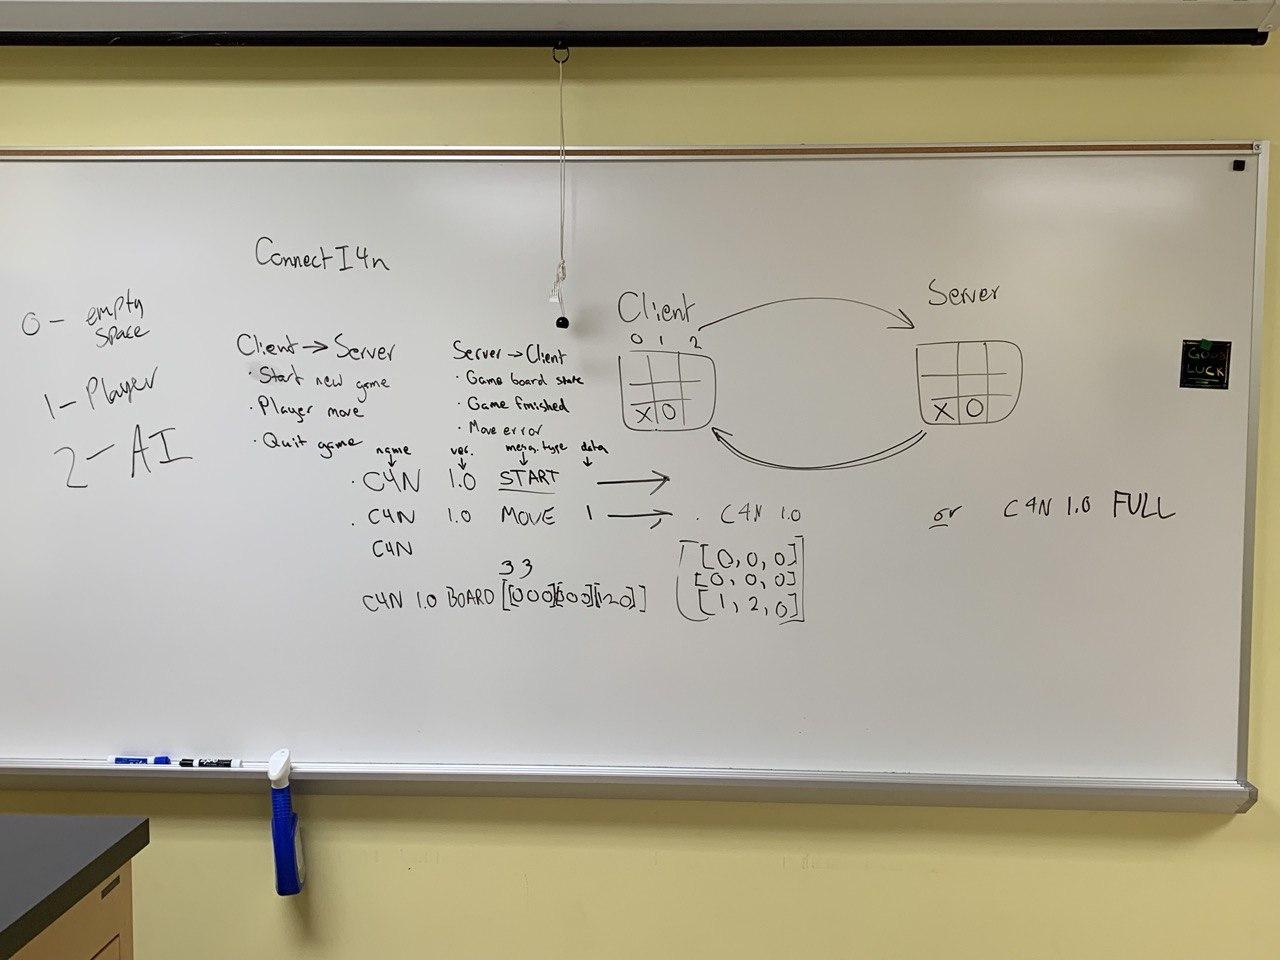 Connect I4n
0 - empty
space
1 - Player
2 - AI
Client → Server
· Start new game
· Player move
· Quit game
Server → Client
· Game board state
· Game finished
· Move error
name ver. mesg. type data
· C4N 1.0 START →
· C4N 1.0 MOVE 1 →
C4N
3 3
C4N 1.0 BOARD [[000][000][120]]
Client
0 1 2
X O
Server
X O
· C4N 1.0
[0, 0, 0]
[0, 0, 0]
[1, 2, 0]
or C4N 1.0 FULL
GOOD
LUCK